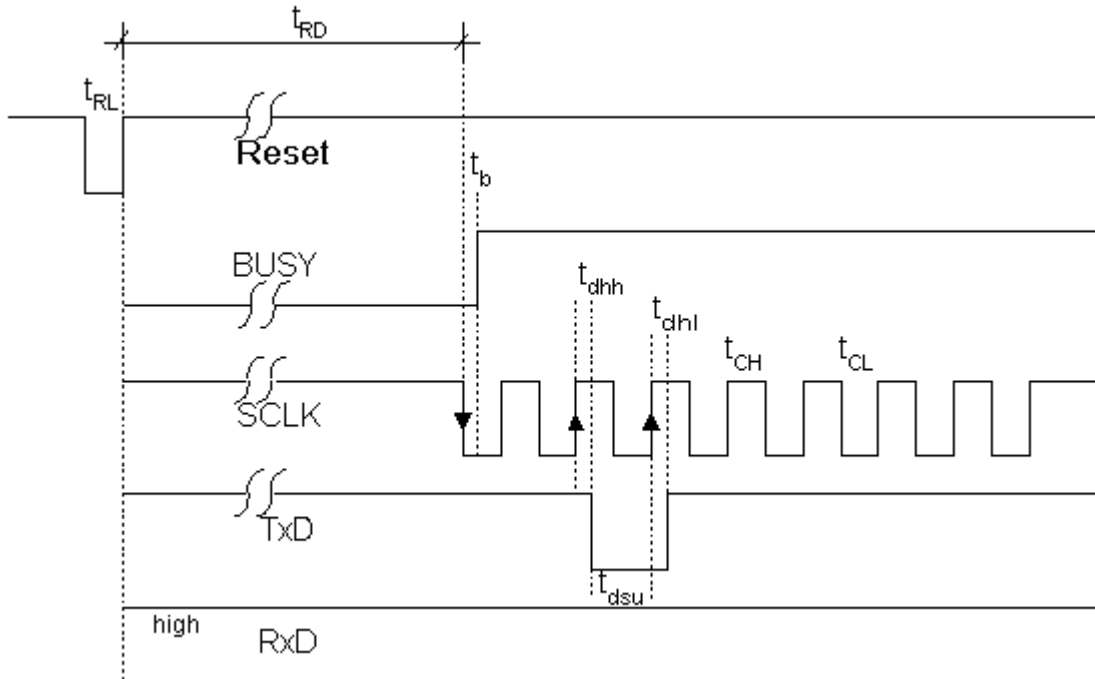 tRD
tRL
Reset
tb
BUSY
tdhh
tdhl
tCH
tCL
SCLK
TxD
tdsu
high
RxD